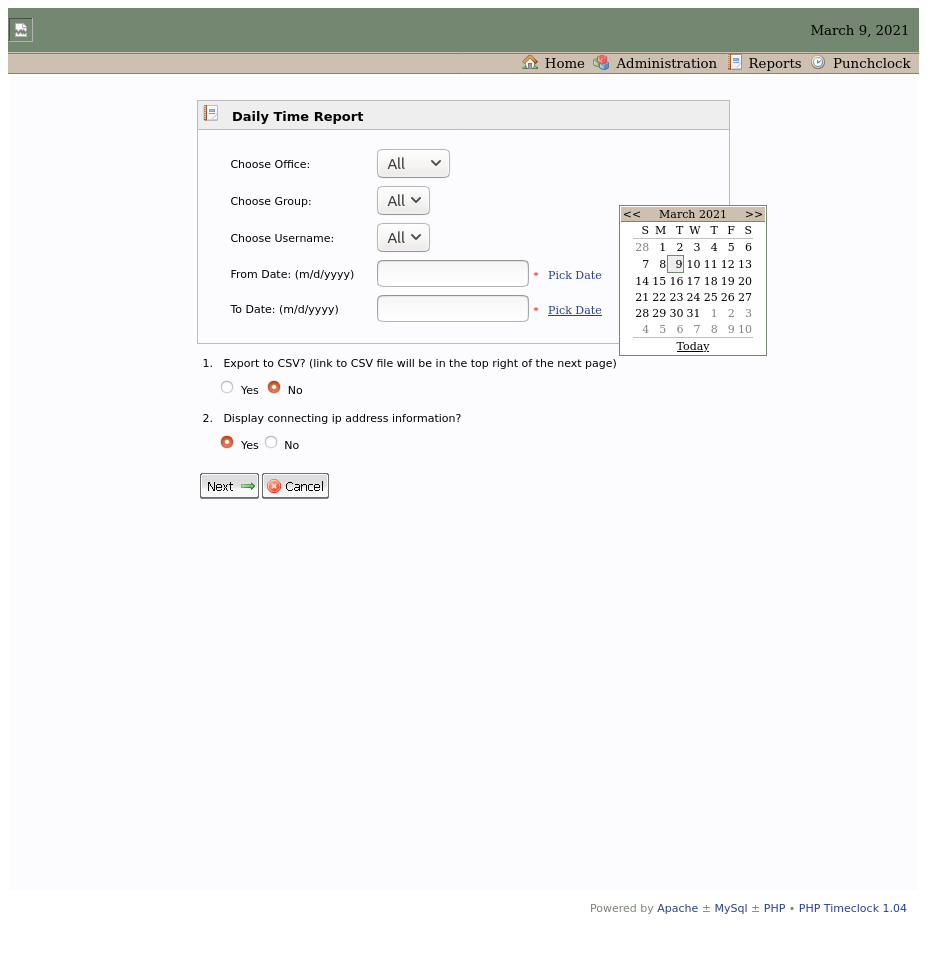 March 9, 2021
Home Administration Reports Punchclock
Daily Time Report
Choose Office: All
Choose Group: All
Choose Username: All
From Date: (m/d/yyyy) * Pick Date
To Date: (m/d/yyyy) * Pick Date
<< March 2021 >>
S M T W T F S
28 1 2 3 4 5 6
7 8 9 10 11 12 13
14 15 16 17 18 19 20
21 22 23 24 25 26 27
28 29 30 31 1 2 3
4 5 6 7 8 9 10
Today
1. Export to CSV? (link to CSV file will be in the top right of the next page)
Yes No
2. Display connecting ip address information?
Yes No
Next Cancel
Powered by Apache ± MySql ± PHP • PHP Timeclock 1.04